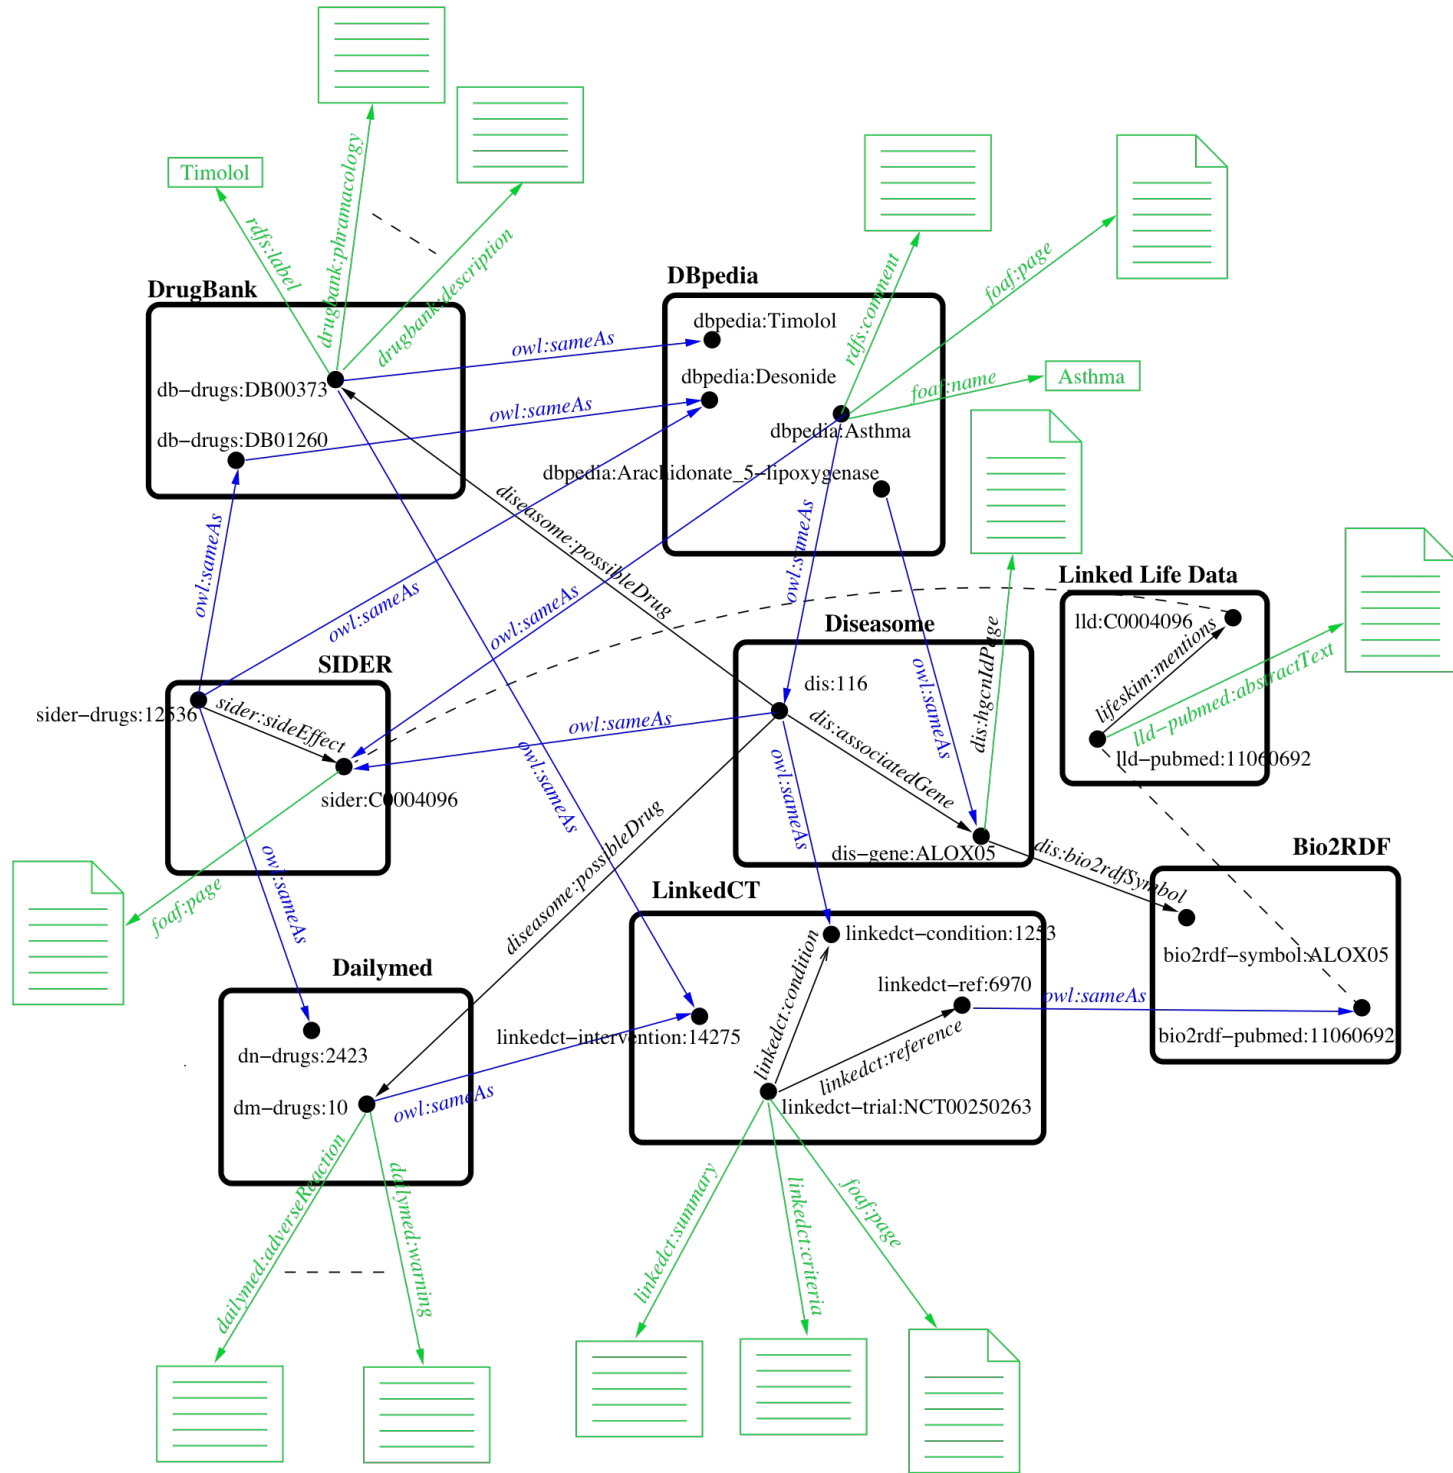 Timolol
rdfs:label
drugbank:phramacology
drugbank:description
DrugBank
db-drugs:DB00373
db-drugs:DB01260
owl:sameAs
owl:sameAs
DBpedia
dbpedia:Timolol
dbpedia:Desonide
dbpedia:Asthma
dbpedia:Arachidonate_5-lipoxygenase
rdfs:comment
foaf:page
foaf:name
Asthma
owl:sameAs
owl:sameAs
owl:sameAs
diseasome:possibleDrug
owl:sameAs
SIDER
sider-drugs:12536
sider:sideEffect
sider:C0004096
foaf:page
owl:sameAs
owl:sameAs
owl:sameAs
Diseasome
dis:116
dis:associatedGene
dis-gene:ALOX05
owl:sameAs
owl:sameAs
dis:hgcnIdPage
dis:bio2rdfSymbol
diseasome:possibleDrug
Linked Life Data
lld:C0004096
lifeskim:mentions
lld-pubmed:abstractText
lld-pubmed:11060692
Bio2RDF
bio2rdf-symbol:ALOX05
bio2rdf-pubmed:11060692
LinkedCT
linkedct-condition:1253
linkedct-ref:6970
linkedct:condition
linkedct:reference
owl:sameAs
linkedct-intervention:14275
linkedct-trial:NCT00250263
Dailymed
dn-drugs:2423
dm-drugs:10
owl:sameAs
dailymed:adverseReaction
dailymed:warning
linkedct:summary
linkedct:criteria
foaf:page